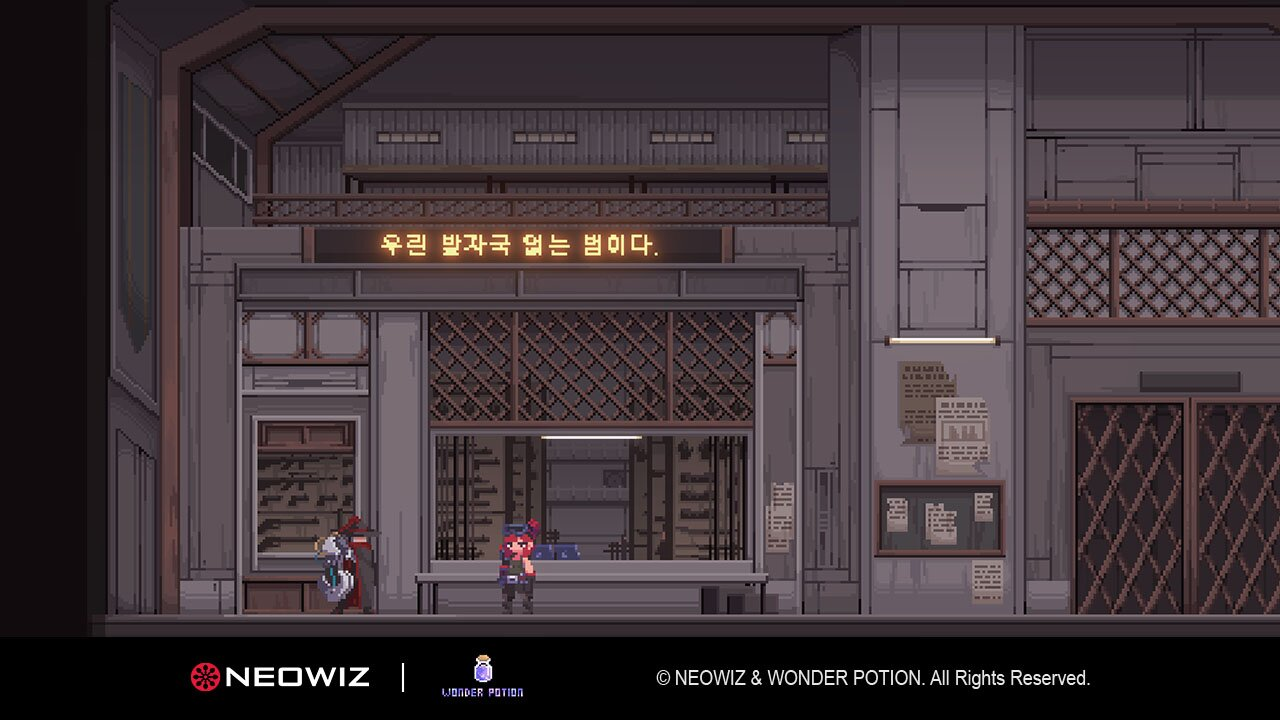 우린 발자국 없는 범이다.
NEOWIZ
WONDER POTION
© NEOWIZ & WONDER POTION. All Rights Reserved.